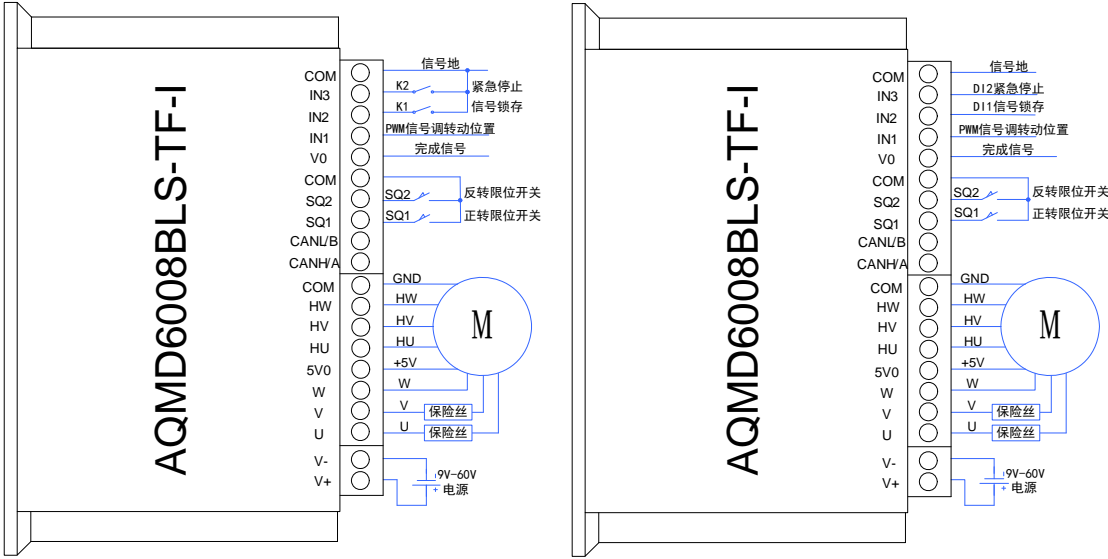 AQMD6008BLS-TF-I
COM
IN3
IN2
IN1
V0
COM
SQ2
SQ1
CANL/B
CANH/A
COM
HW
HV
HU
5V0
W
V
U
V-
V+
信号地
K2
紧急停止
K1
信号锁存
PWM信号调转动位置
完成信号
SQ2
反转限位开关
SQ1
正转限位开关
GND
HW
HV
HU
+5V
W
V
保险丝
U
保险丝
M
9V-60V
+
电源
AQMD6008BLS-TF-I
COM
IN3
IN2
IN1
V0
COM
SQ2
SQ1
CANL/B
CANH/A
COM
HW
HV
HU
5V0
W
V
U
V-
V+
信号地
DI2紧急停止
DI1信号锁存
PWM信号调转动位置
完成信号
SQ2
反转限位开关
SQ1
正转限位开关
GND
HW
HV
HU
+5V
W
V
保险丝
U
保险丝
M
9V-60V
+
电源